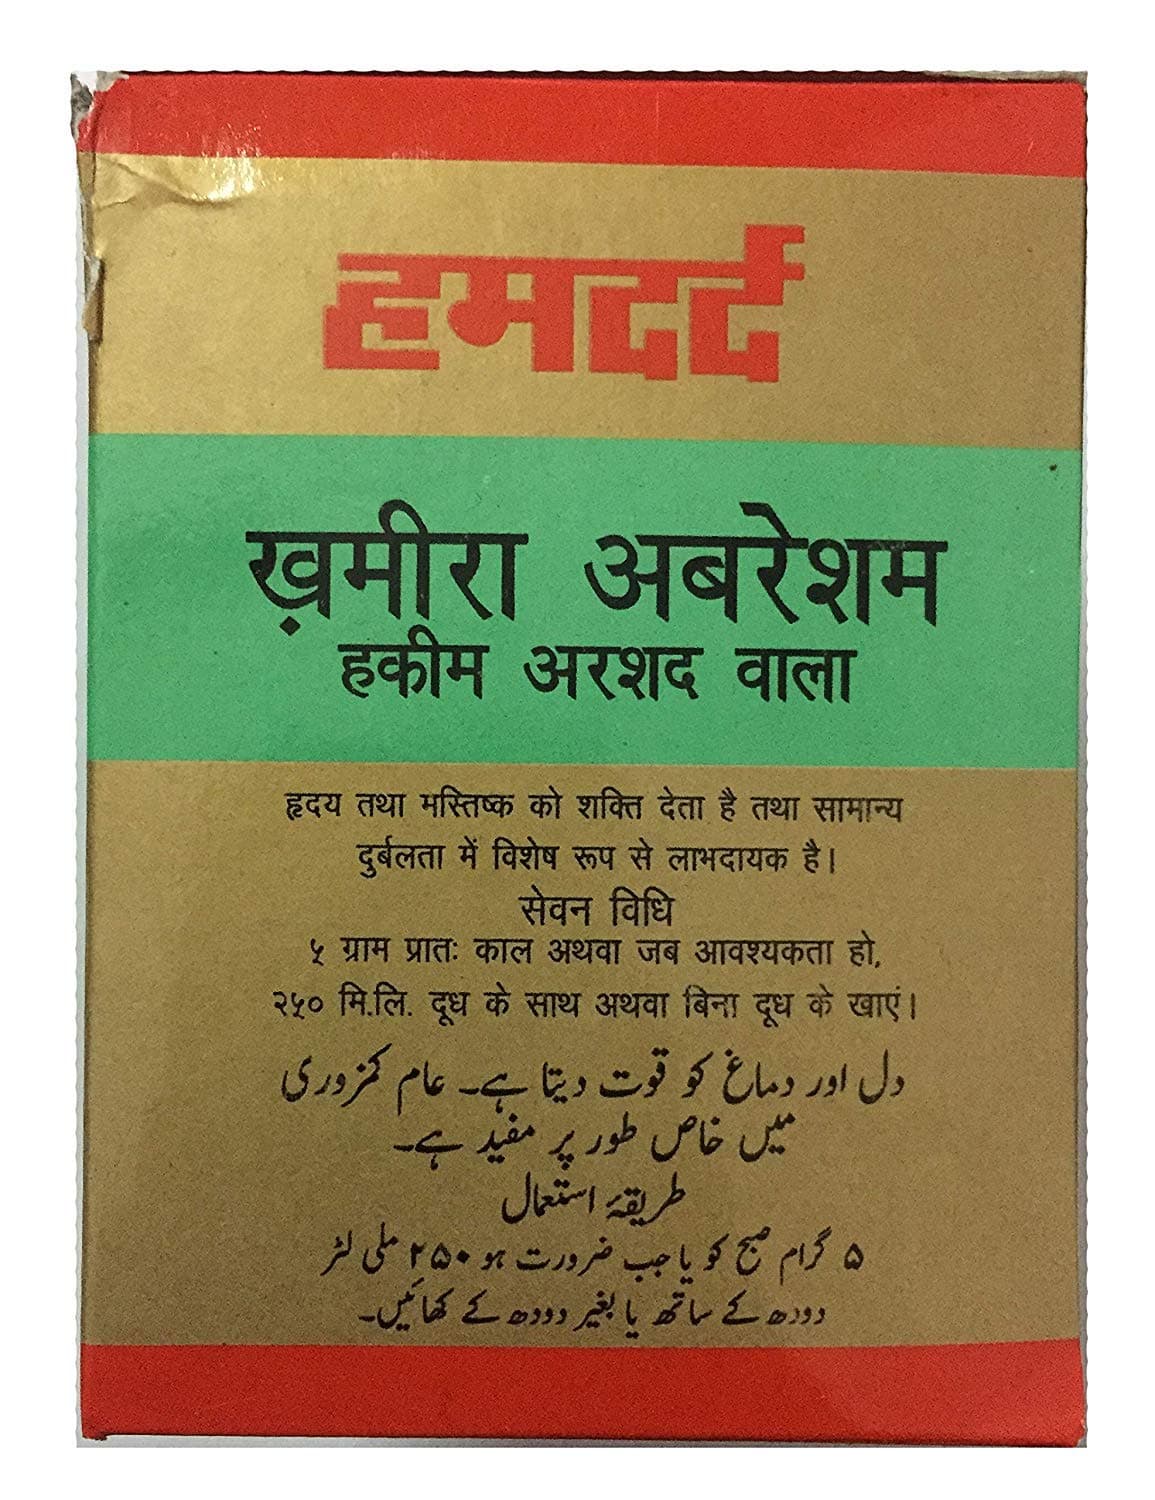 हमदर्द
ख़मीरा अबरेशम
हकीम अरशद वाला
हृदय तथा मस्तिष्क को शक्ति देता है तथा सामान्य
दुर्बलता में विशेष रूप से लाभदायक है।
सेवन विधि
५ ग्राम प्रातः काल अथवा जब आवश्यकता हो,
२५० मि.लि. दूध के साथ अथवा बिना दूध के खाएं।
دل اور دماغ کو قوت دیتا ہے۔ عام کمزوری
میں خاص طور پر مفید ہے۔
طریقۂ استعمال
۵ گرام صبح کو یا جب ضرورت ہو ۲۵۰ ملی لٹر
دودھ کے ساتھ یا بغیر دودھ کے کھائیں۔